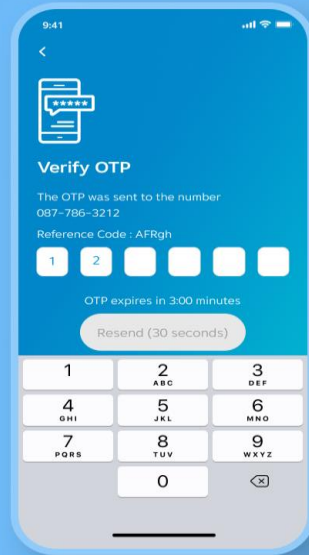 9:41
*****
Verify OTP
The OTP was sent to the number
087-786-3212
Reference Code : AFRgh
1 2
OTP expires in 3:00 minutes
Resend (30 seconds)
1 2 3
ABC DEF
4 5 6
GHI JKL MNO
7 8 9
PQRS TUV WXYZ
0